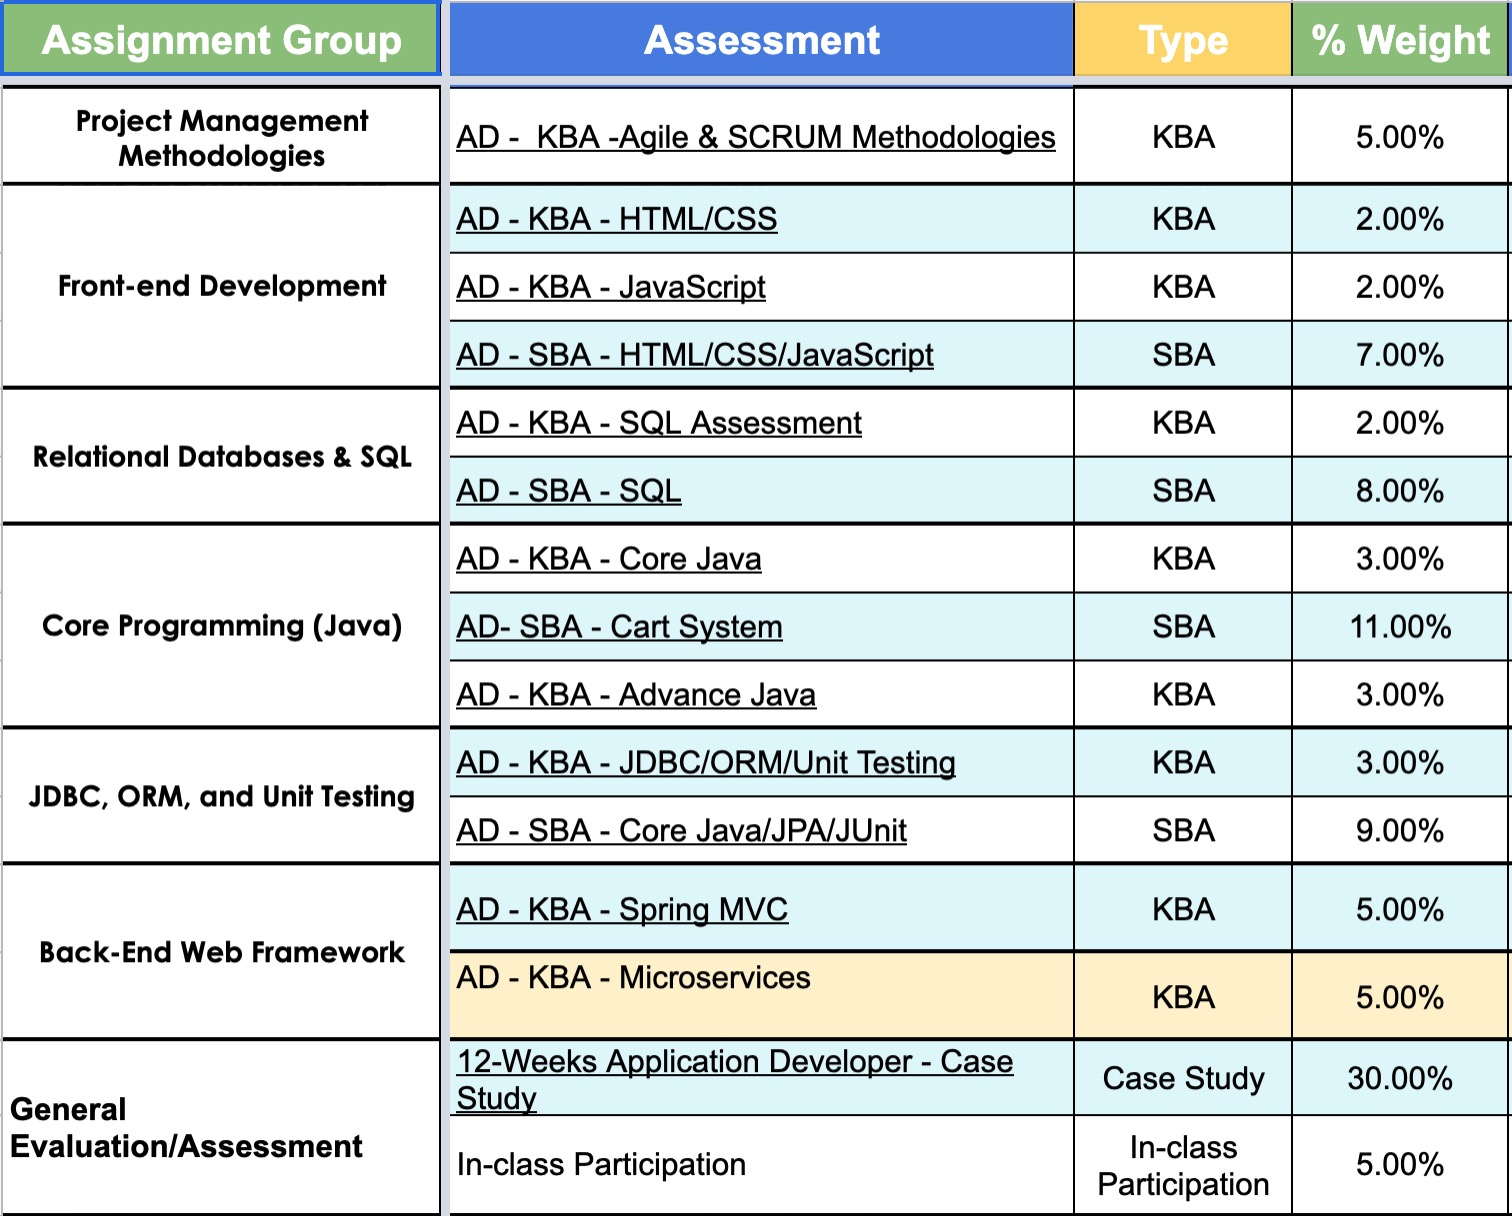 Assignment Group Assessment Type % Weight
Project Management
Methodologies
AD -  KBA -Agile & SCRUM Methodologies KBA 5.00%
Front-end Development
AD - KBA - HTML/CSS KBA 2.00%
AD - KBA - JavaScript KBA 2.00%
AD - SBA - HTML/CSS/JavaScript SBA 7.00%
Relational Databases & SQL
AD - KBA - SQL Assessment KBA 2.00%
AD - SBA - SQL SBA 8.00%
Core Programming (Java)
AD - KBA - Core Java KBA 3.00%
AD- SBA - Cart System SBA 11.00%
AD - KBA - Advance Java KBA 3.00%
JDBC, ORM, and Unit Testing
AD - KBA - JDBC/ORM/Unit Testing KBA 3.00%
AD - SBA - Core Java/JPA/JUnit SBA 9.00%
Back-End Web Framework
AD - KBA - Spring MVC KBA 5.00%
AD - KBA - Microservices KBA 5.00%
General
Evaluation/Assessment
12-Weeks Application Developer - Case
Study
Case Study 30.00%
In-class Participation
In-class
Participation
5.00%